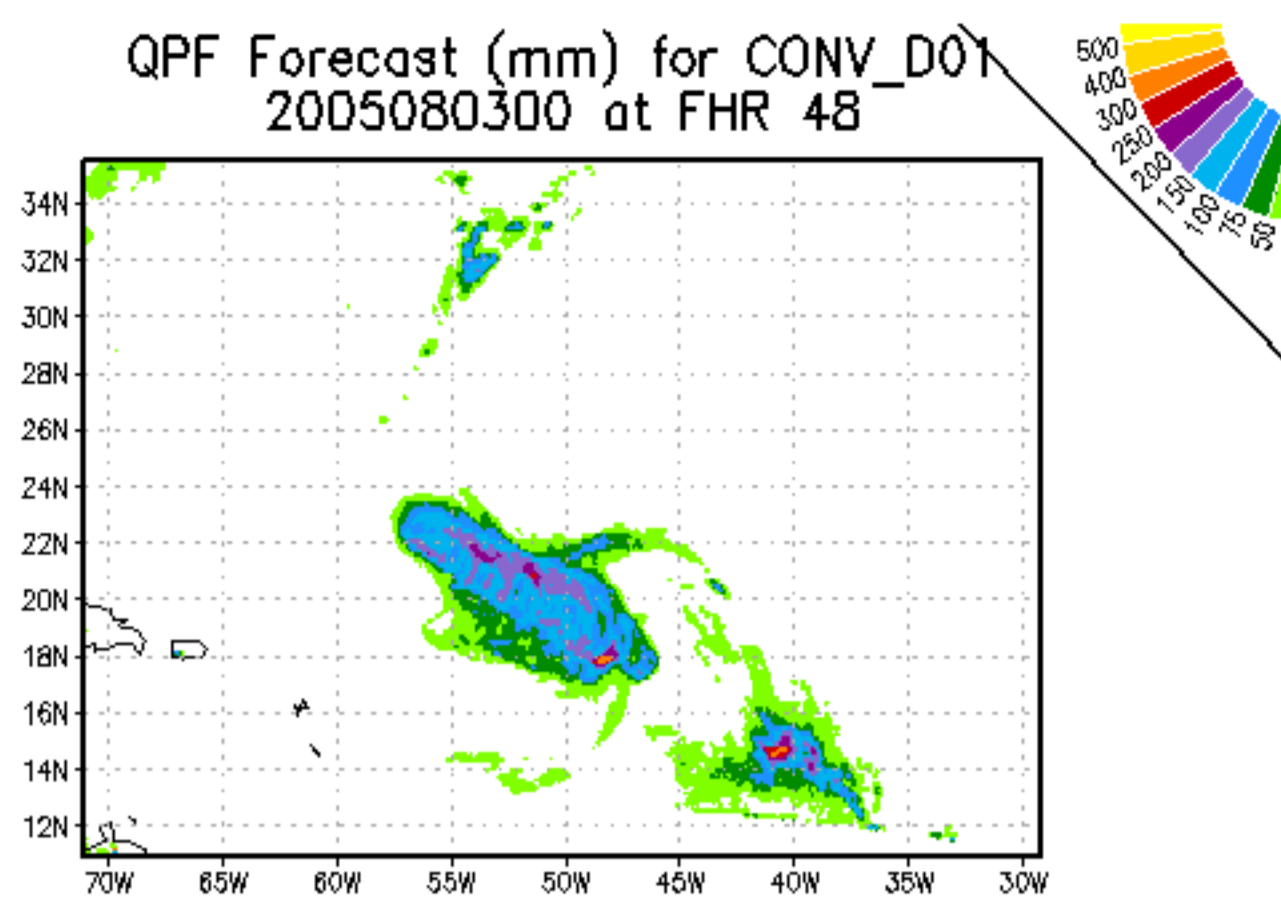 QPF Forecast (mm) for CONV_D01
2005080300 at FHR 48
500
400
300
250
200
150
100
75
50
34N
32N
30N
28N
26N
24N
22N
20N
18N
16N
14N
12N
70W 65W 60W 55W 50W 45W 40W 35W 30W